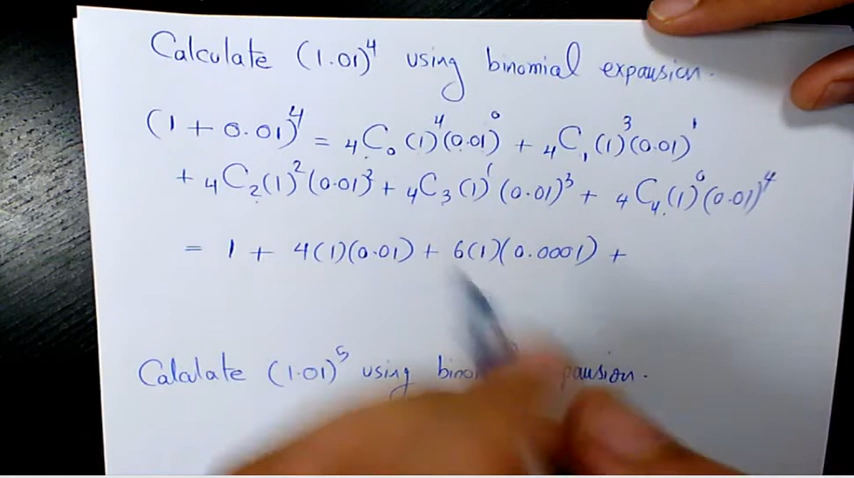 Calculate (1.01)⁴ using binomial expansion.
(1 + 0.01)⁴ = ₄C₀ (1)⁴(0.01)⁰ + ₄C₁ (1)³(0.01)¹
+ ₄C₂(1)²(0.01)² + ₄C₃(1)¹(0.01)³ + ₄C₄(1)⁰(0.01)⁴
= 1 + 4(1)(0.01) + 6(1)(0.0001) +
Calculate (1.01)⁵ using